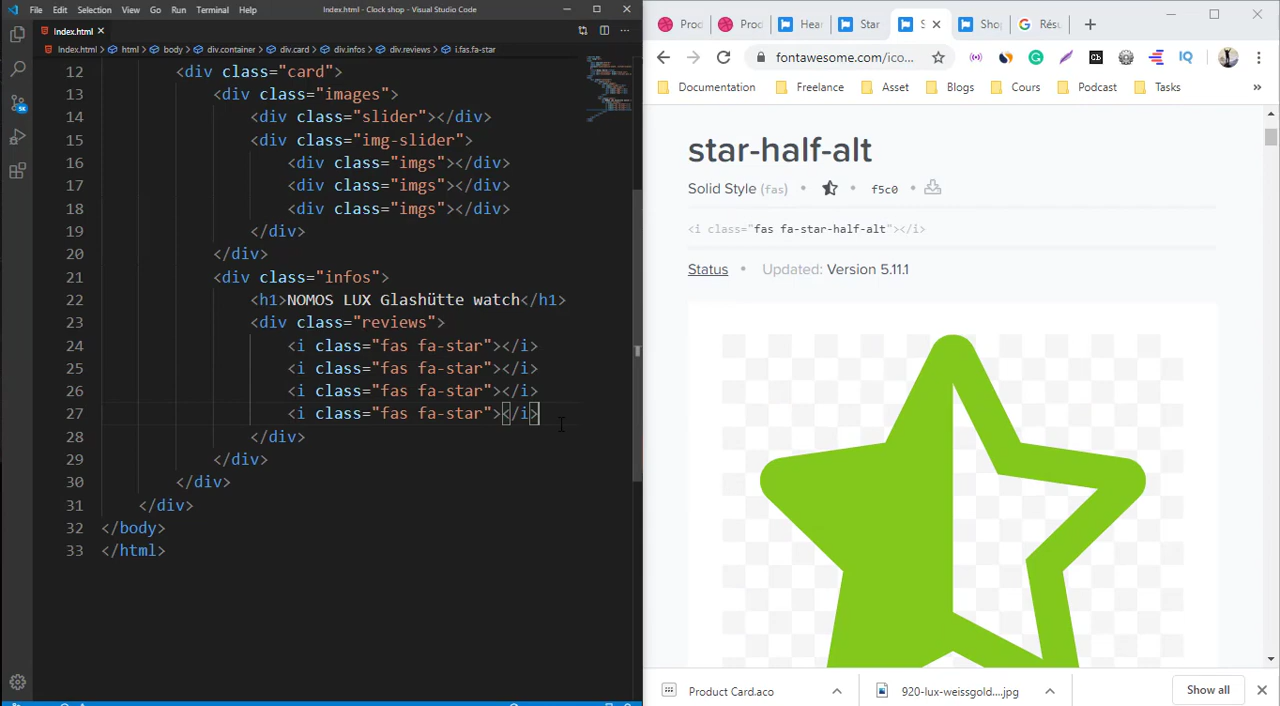 File Edit Selection View Go Run Terminal Help Index.html - Clock shop - Visual Studio Code
Index.html
Index.html > html > body > div.container > div.card > div.infos > div.reviews > i.fas.fa-star
12 <div class="card">
13 <div class="images">
14 <div class="slider"></div>
15 <div class="img-slider">
16 <div class="imgs"></div>
17 <div class="imgs"></div>
18 <div class="imgs"></div>
19 </div>
20 </div>
21 <div class="infos">
22 <h1>NOMOS LUX Glashütte watch</h1>
23 <div class="reviews">
24 <i class="fas fa-star"></i>
25 <i class="fas fa-star"></i>
26 <i class="fas fa-star"></i>
27 <i class="fas fa-star"></i>
28 </div>
29 </div>
30 </div>
31 </div>
32 </body>
33 </html>
Prod Prod Hear Star S Shop Résu
fontawesome.com/ico...
Documentation Freelance Asset Blogs Cours Podcast Tasks »
star-half-alt
Solid Style (fas) • • f5c0 •
<i class="fas fa-star-half-alt"></i>
Status • Updated: Version 5.11.1
Product Card.aco
920-lux-weissgold....jpg
Show all